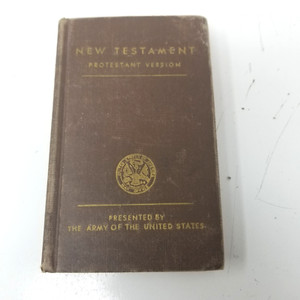 NEW TESTAMENT
PROTESTANT VERSION
PRESENTED BY
THE ARMY OF THE UNITED STATES